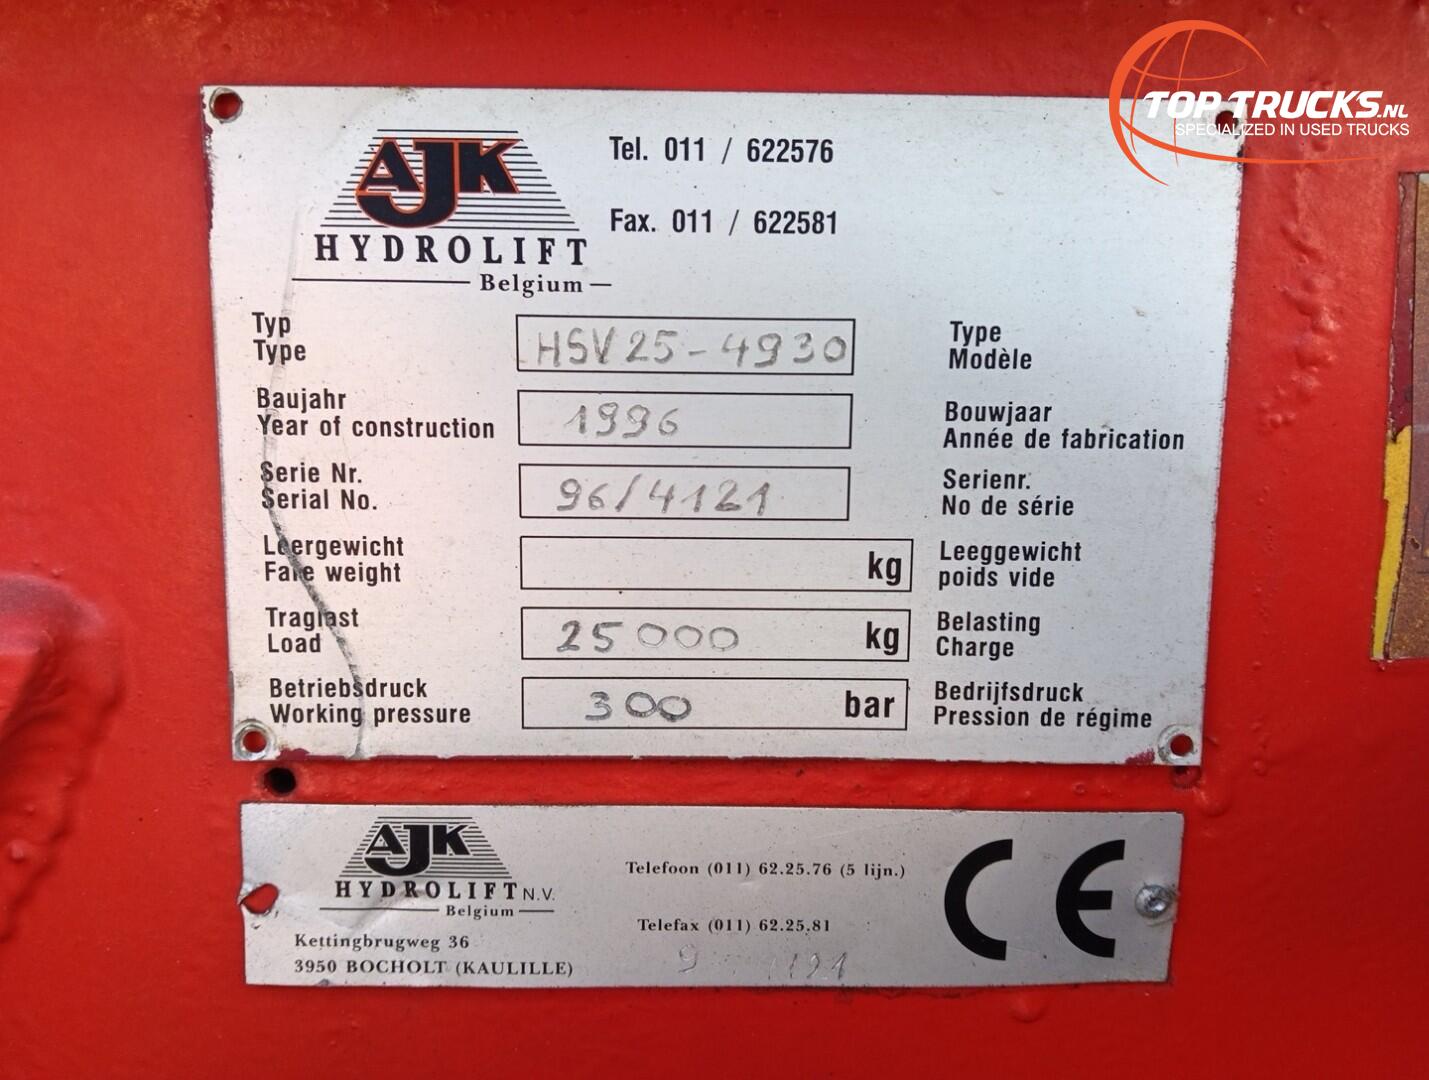 TOP TRUCKS.NL
SPECIALIZED IN USED TRUCKS
AJK
HYDROLIFT
Belgium
Tel. 011 / 622576
Fax. 011 / 622581
Typ
Type
HSV25-4930
Type
Modèle
Baujahr
Year of construction
1996
Bouwjaar
Année de fabrication
Serie Nr.
Serial No.
96/4121
Serienr.
No de série
Leergewicht
Fare weight
kg
Leeggewicht
poids vide
Traglast
Load
25000
kg
Belasting
Charge
Betriebsdruck
Working pressure
300
bar
Bedrijfsdruck
Pression de régime
AJK
HYDROLIFT N.V.
Belgium
Kettingbrugweg 36
3950 BOCHOLT (KAULILLE)
Telefoon (011) 62.25.76 (5 lijn.)
Telefax (011) 62.25.81
CE